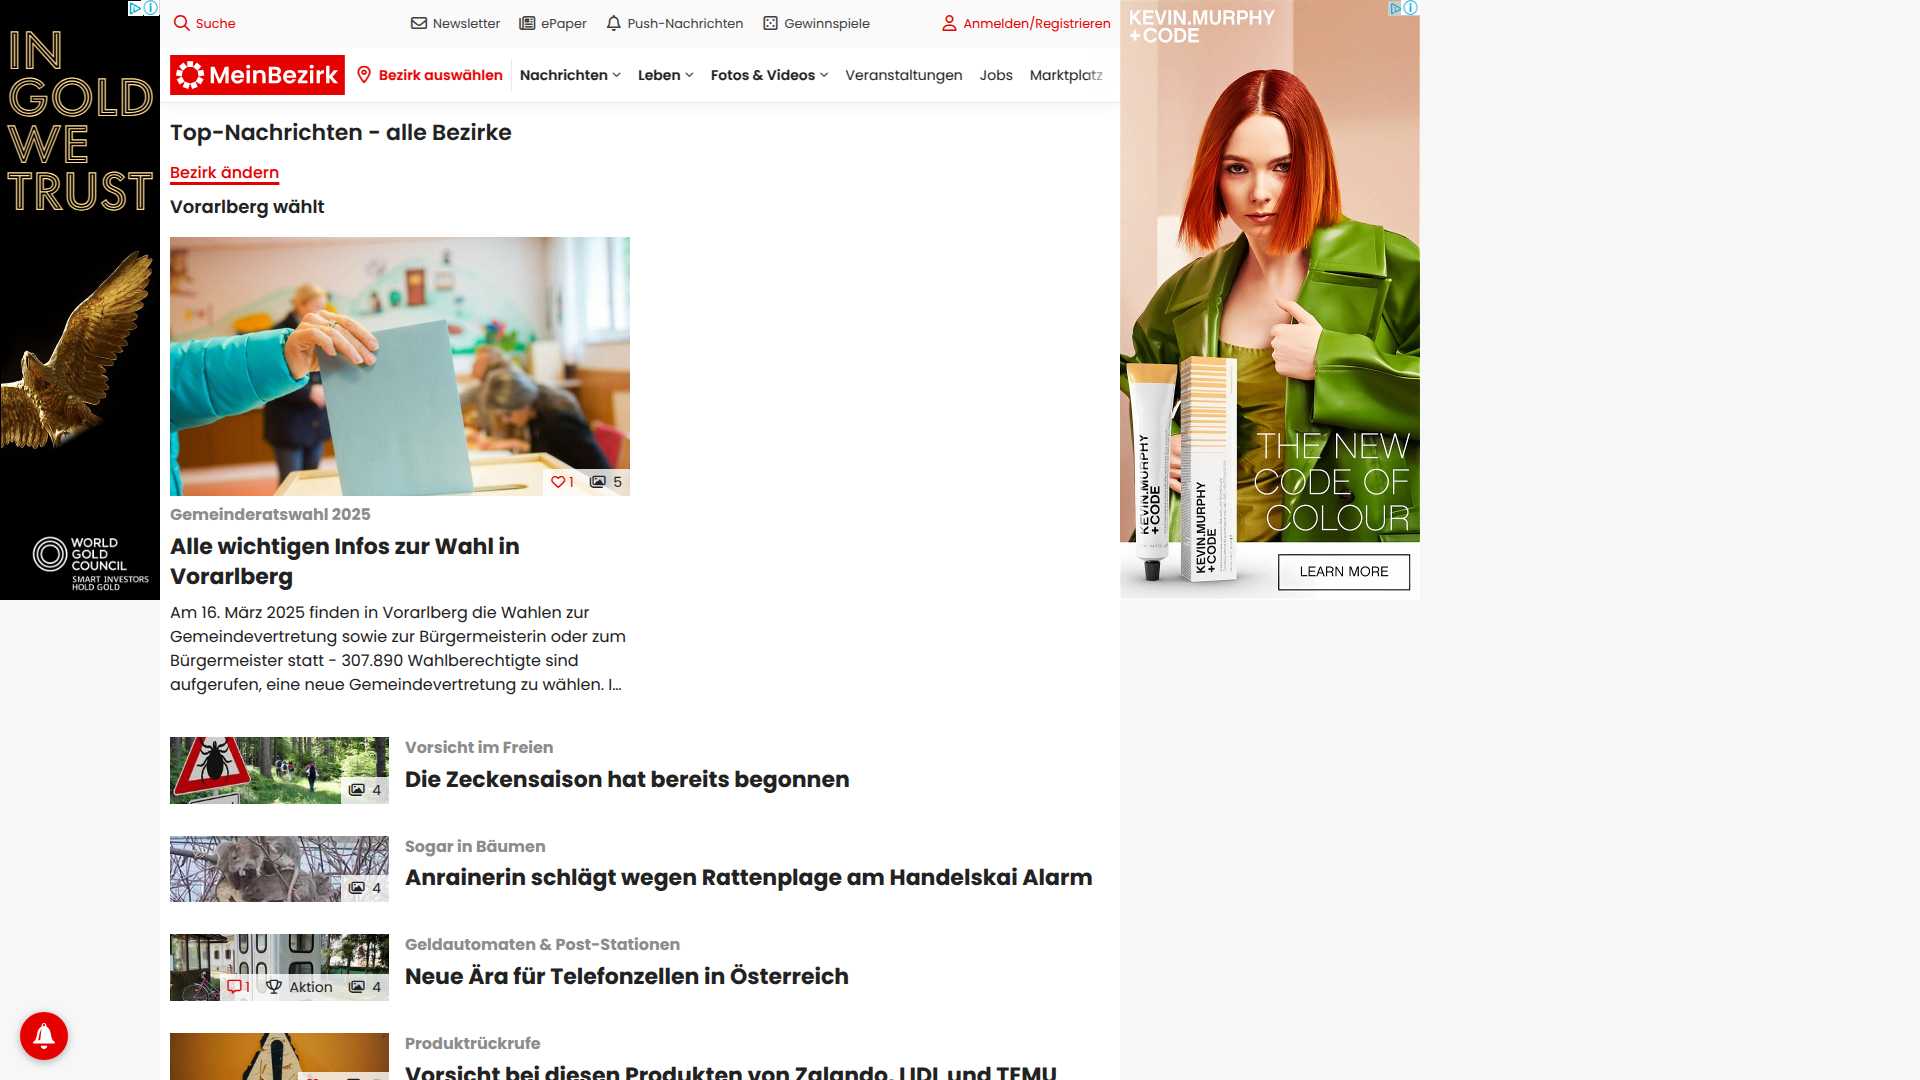 IN
GOLD
WE
TRUST
WORLD
GOLD
COUNCIL
SMART INVESTORS
HOLD GOLD
Suche
Newsletter
ePaper
Push-Nachrichten
Gewinnspiele
Anmelden/Registrieren
MeinBezirk
Bezirk auswählen
Nachrichten
Leben
Fotos & Videos
Veranstaltungen
Jobs
Marktplatz
Top-Nachrichten - alle Bezirke
Bezirk ändern
Vorarlberg wählt
1
5
Gemeinderatswahl 2025
Alle wichtigen Infos zur Wahl in
Vorarlberg
Am 16. März 2025 finden in Vorarlberg die Wahlen zur
Gemeindevertretung sowie zur Bürgermeisterin oder zum
Bürgermeister statt - 307.890 Wahlberechtigte sind
aufgerufen, eine neue Gemeindevertretung zu wählen. I...
4
Vorsicht im Freien
Die Zeckensaison hat bereits begonnen
4
Sogar in Bäumen
Anrainerin schlägt wegen Rattenplage am Handelskai Alarm
1
Aktion
4
Geldautomaten & Post-Stationen
Neue Ära für Telefonzellen in Österreich
Produktrückrufe
Vorsicht bei diesen Produkten von Zalando, LIDL und TEMU
KEVIN.MURPHY
+CODE
KEVIN.MURPHY
+CODE
KEVIN.MURPHY
+CODE
THE NEW
CODE OF
COLOUR
LEARN MORE